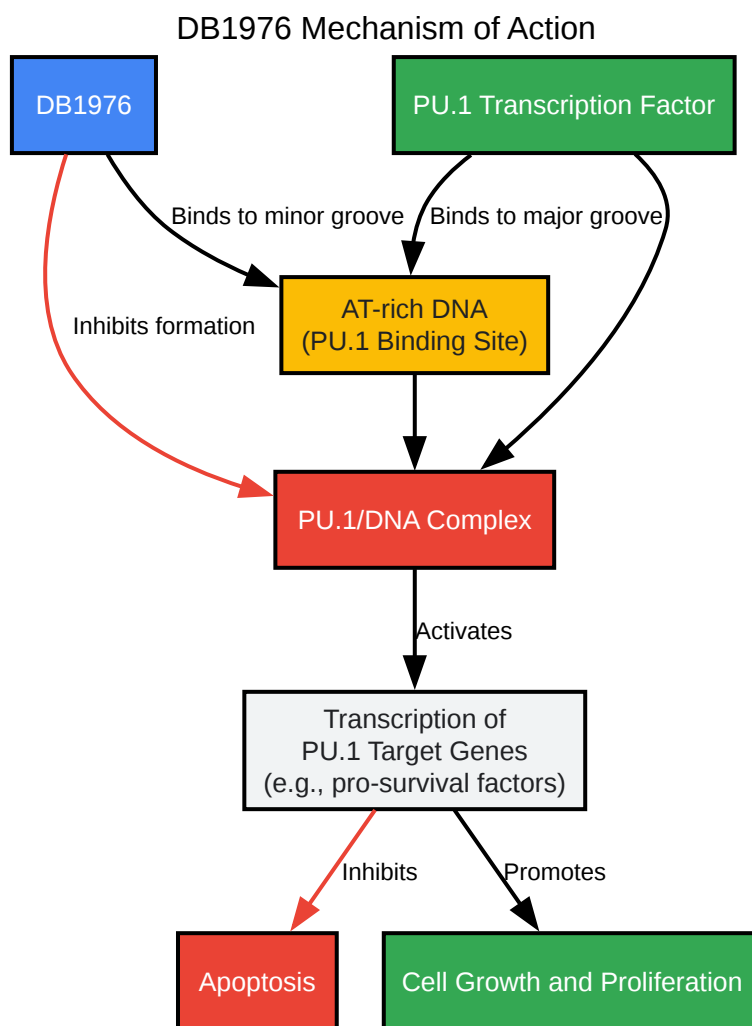 DB1976 Mechanism of Action
DB1976
PU.1 Transcription Factor
Binds to minor groove
Binds to major groove
AT-rich DNA
(PU.1 Binding Site)
Inhibits formation
PU.1/DNA Complex
Activates
Transcription of
PU.1 Target Genes
(e.g., pro-survival factors)
Inhibits
Promotes
Apoptosis
Cell Growth and Proliferation